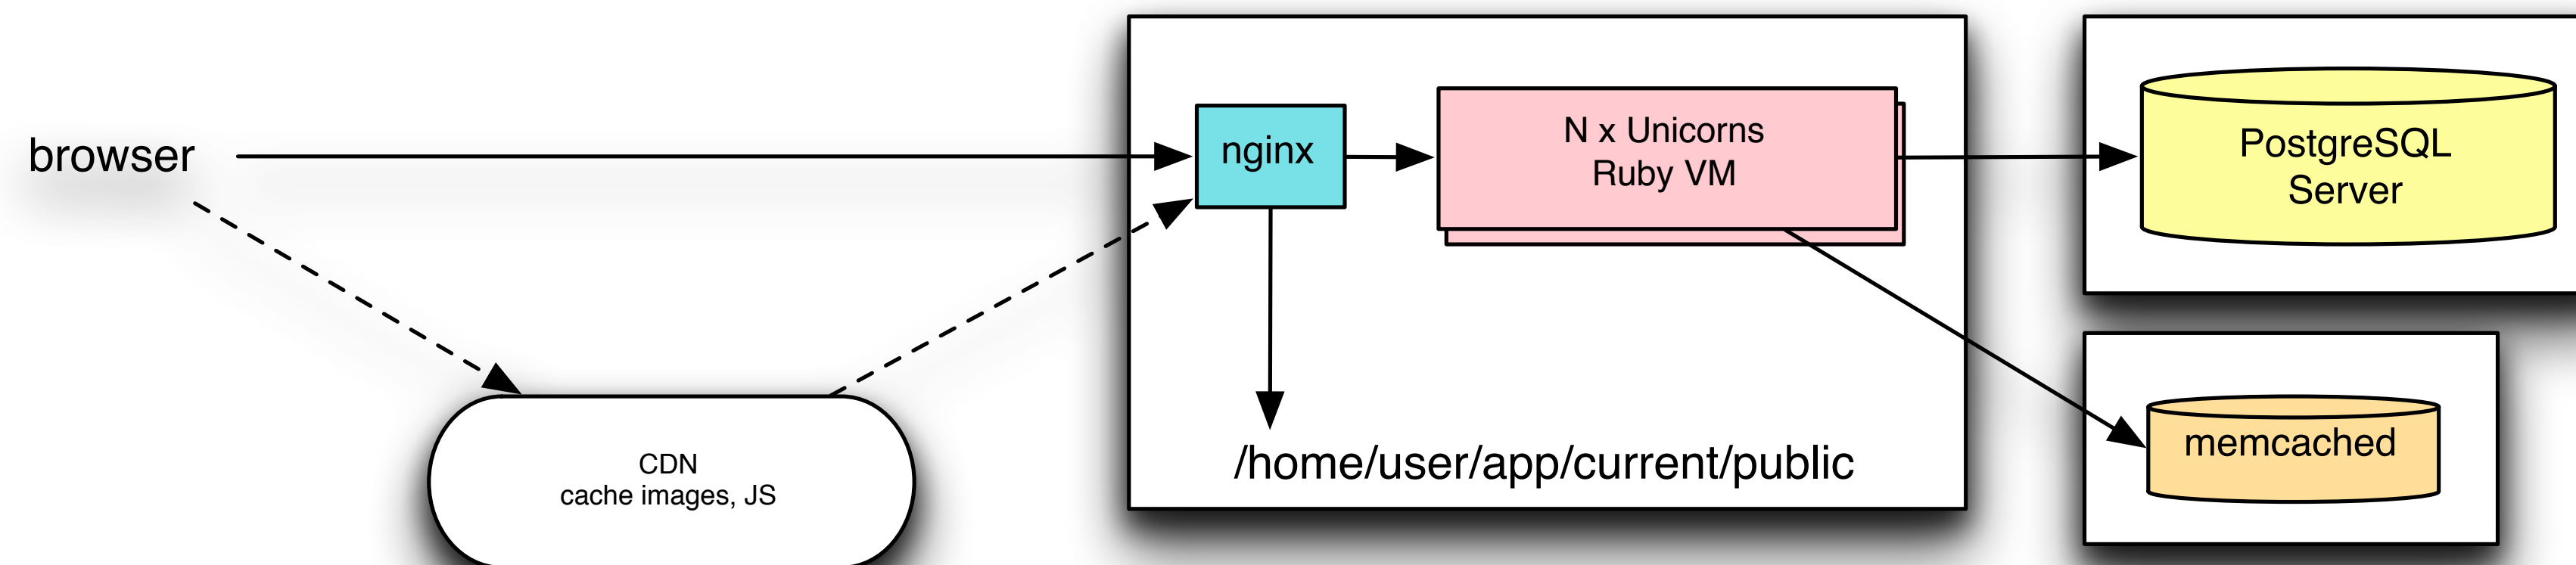 browser
nginx
N x Unicorns
Ruby VM
PostgreSQL
Server
CDN
cache images, JS
/home/user/app/current/public
memcached